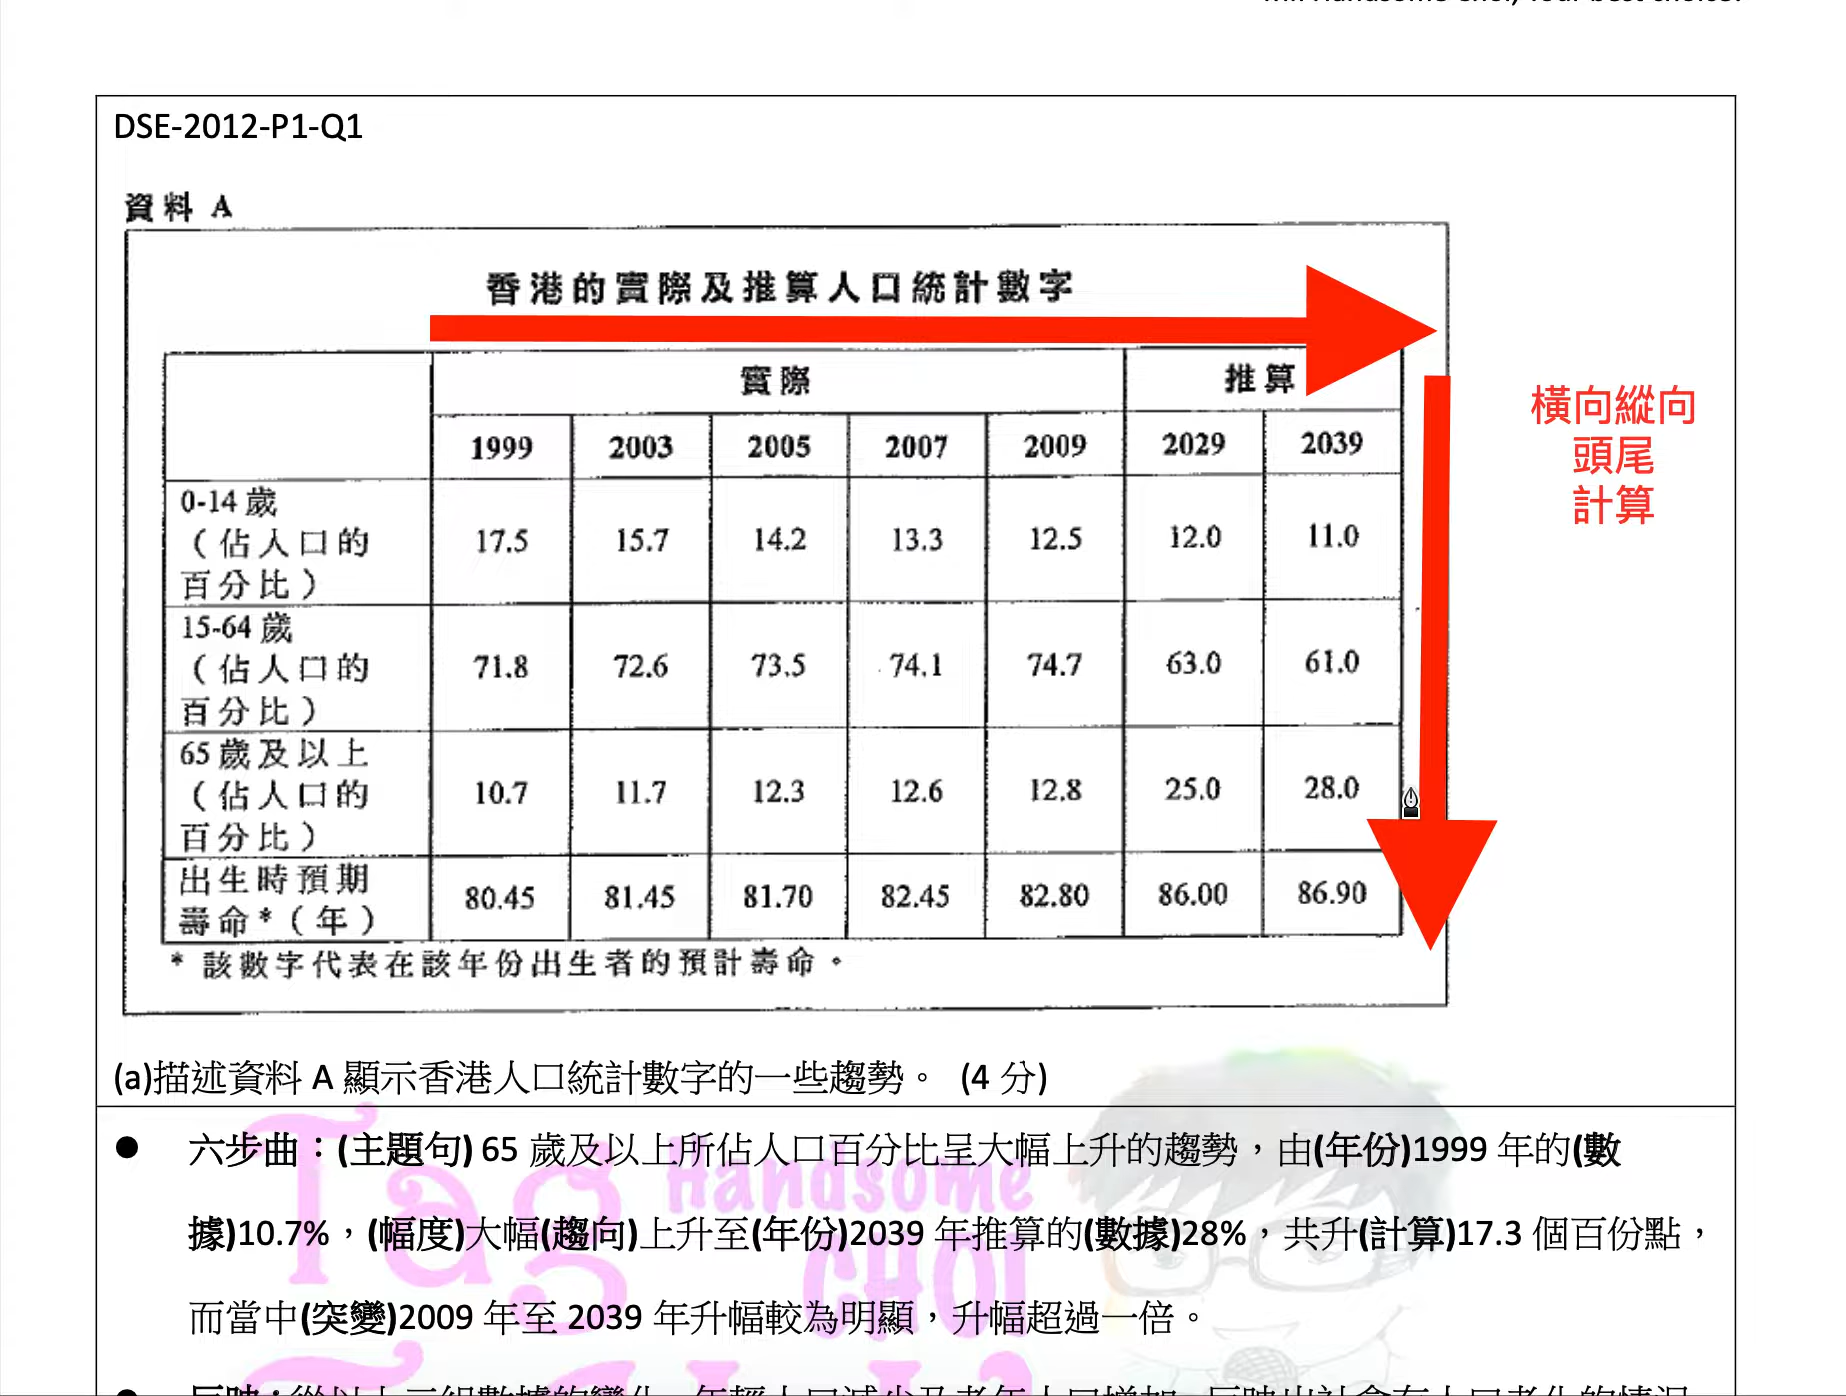 DSE-2012-P1-Q1
資料 A
香港的實際及推算人口統計數字
實際 推算
1999 2003 2005 2007 2009 2029 2039
0-14 歲
（佔人口的
百分比）
17.5 15.7 14.2 13.3 12.5 12.0 11.0
15-64 歲
（佔人口的
百分比）
71.8 72.6 73.5 74.1 74.7 63.0 61.0
65 歲及以上
（佔人口的
百分比）
10.7 11.7 12.3 12.6 12.8 25.0 28.0
出生時預期
壽命*（年）
80.45 81.45 81.70 82.45 82.80 86.00 86.90
* 該數字代表在該年份出生者的預計壽命。
橫向縱向
頭尾
計算
(a)描述資料 A 顯示香港人口統計數字的一些趨勢。 (4 分)
● 六步曲：(主題句) 65 歲及以上所佔人口百分比呈大幅上升的趨勢，由(年份)1999 年的(數
據)10.7%，(幅度)大幅(趨向)上升至(年份)2039 年推算的(數據)28%，共升(計算)17.3 個百份點，
而當中(突變)2009 年至 2039 年升幅較為明顯，升幅超過一倍。
Tag
Handsome
CHOI